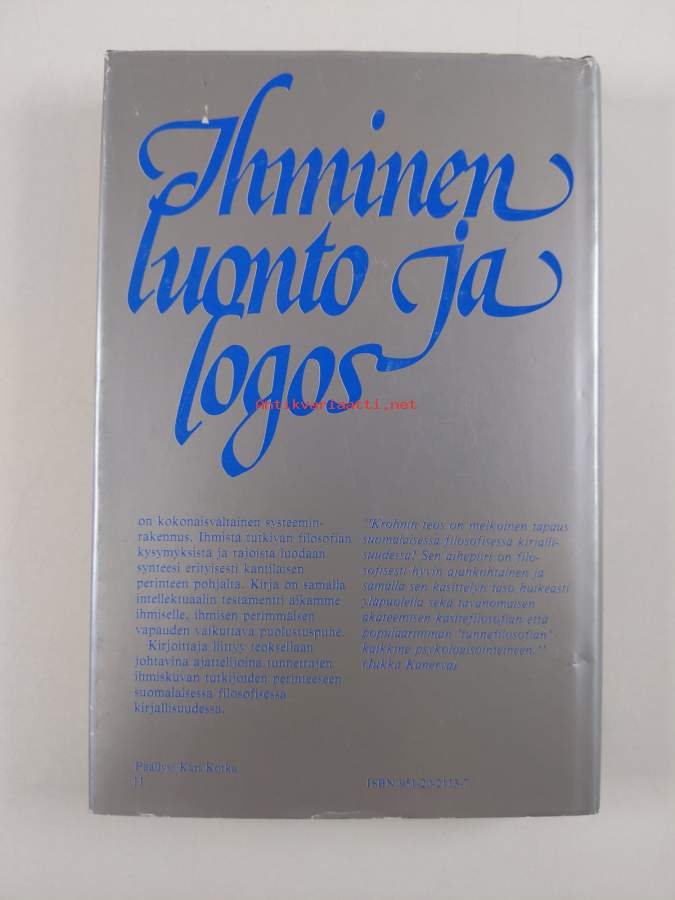 Ihminen
luonto ja
logos
Antikvariaatti.net
on kokonaisvaltainen systeemin-
rakennus. Ihmistä tutkivan filosofian
kysymyksistä ja rajoista luodaan
synteesi erityisesti kantilaisen
perinteen pohjalta. Kirja on samalla
intellektuaalin testamentti aikamme
ihmiselle, ihmisen perimmäisen
vapauden vaikuttava puolustuspuhe.
Kirjoittaja liittyy teoksellaan
johtavina ajattelijoina tunnettujen
ihmiskuvan tutkijoiden perinteeseen
suomalaisessa filosofisessa
kirjallisuudessa.
"Krohnin teos on melkoinen tapaus
suomalaisessa filosofisessa kirjalli-
suudessa! Sen aihepiiri on filo-
sofisesti hyvin ajankohtainen ja
samalla sen käsittelyn taso huikeasti
yläpuolella sekä tavanomaisen
akateemisen käsitefilosofian että
populaarimman 'tunnefilosofian'
kaikkine psykologisointeineen."
(Jukka Kanerva)
Päällys: Kari Kotka
11
ISBN 951-20-2113-7